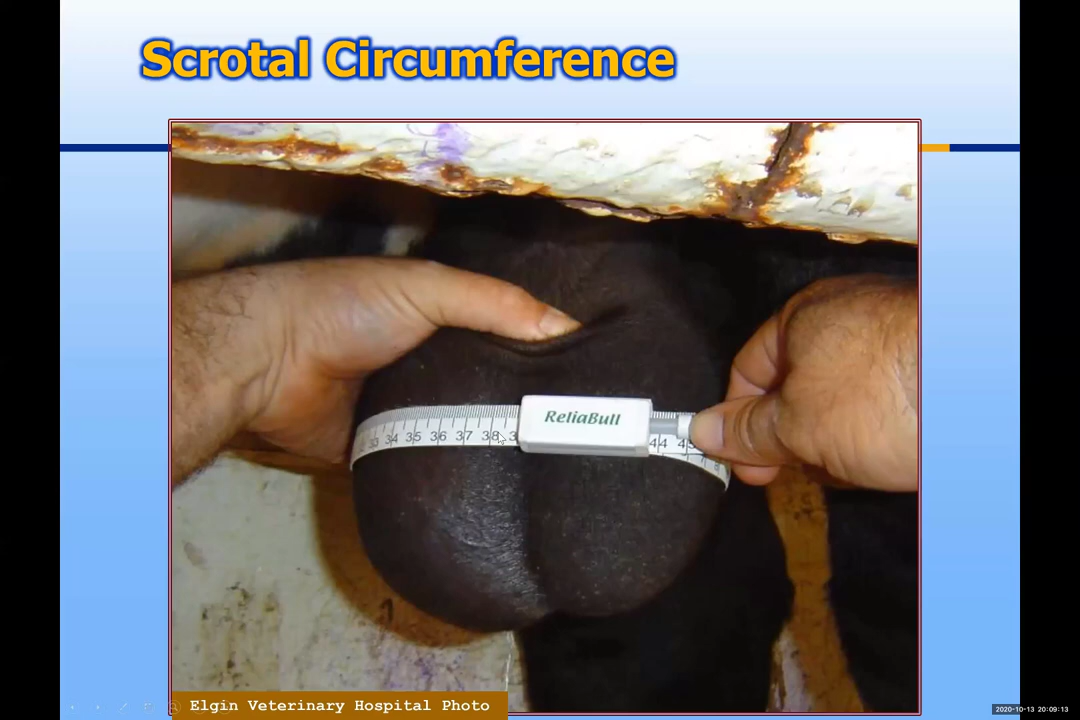 Scrotal Circumference
ReliaBull
33 34 35 36 37 38 3
44
Elgin Veterinary Hospital Photo
2020-10-13 20:09:13